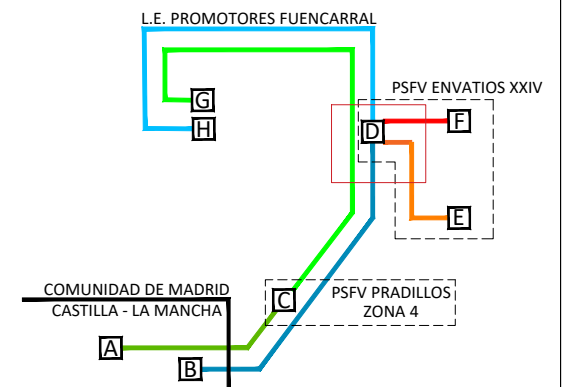 L.E. PROMOTORES FUENCARRAL
PSFV ENVATIOS XXIV
G
H
D
F
E
COMUNIDAD DE MADRID
CASTILLA - LA MANCHA
C
PSFV PRADILLOS
ZONA 4
A
B